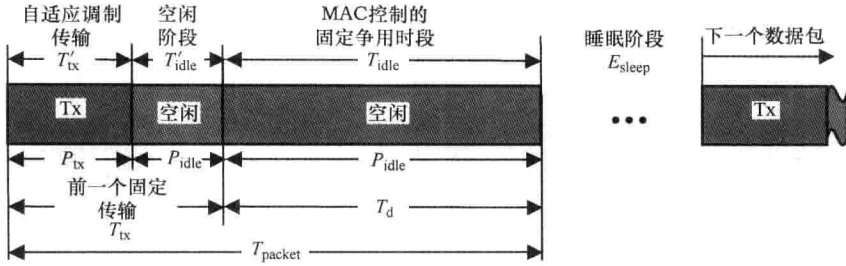 自适应调制
传输
T′tx
空闲
阶段
T′idle
MAC控制的
固定争用时段
Tidle
睡眠阶段
Esleep
下一个数据包
Tx
空闲
空闲
Tx
Ptx
Pidle
Pidle
前一个固定
传输
Ttx
Td
Tpacket